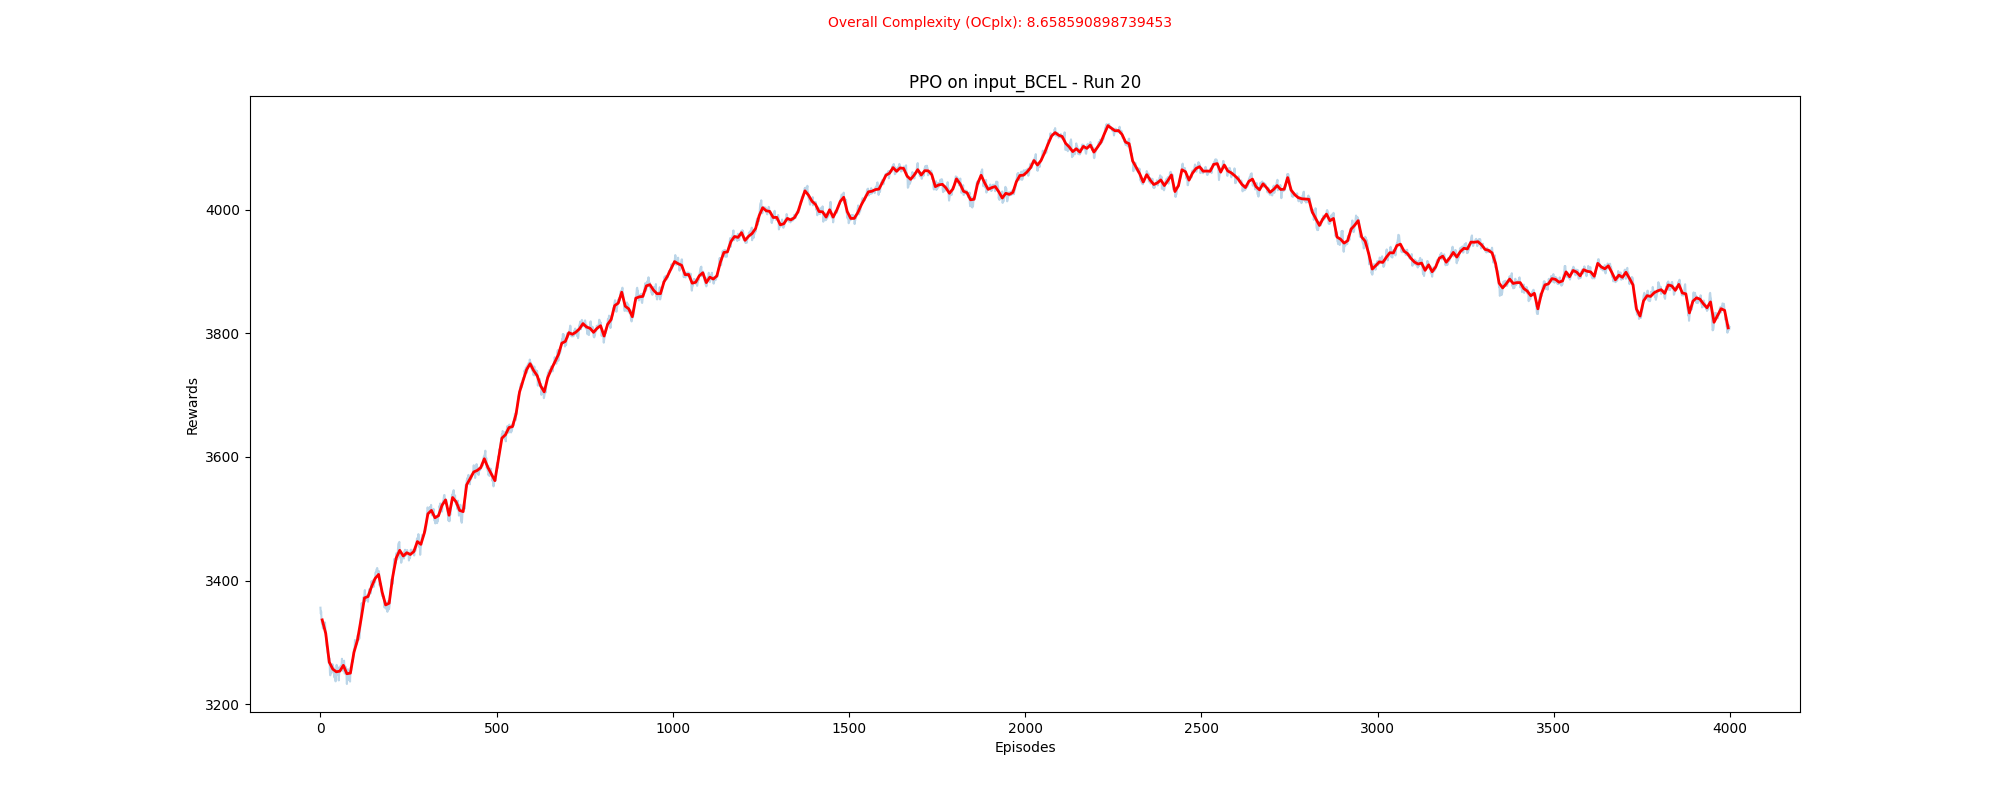 Overall Complexity (OCplx): 8.658590898739453
PPO on input_BCEL - Run 20
Rewards
4000
3800
3600
3400
3200
0 500 1000 1500 2000 2500 3000 3500 4000
Episodes